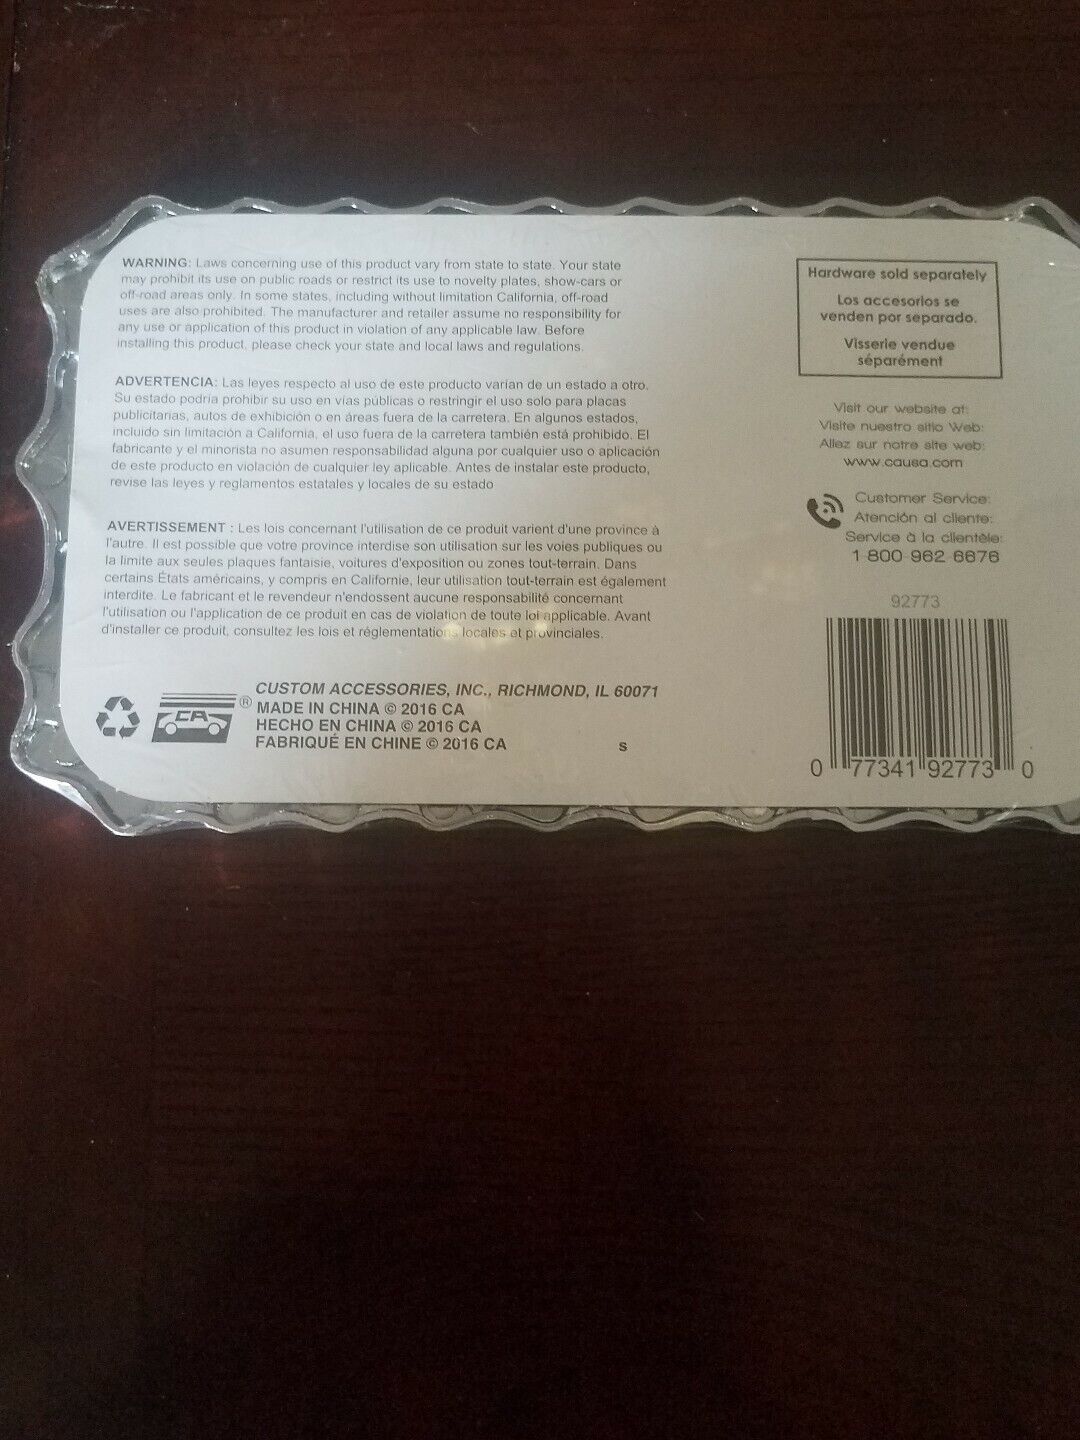 WARNING: Laws concerning use of this product vary from state to state. Your state
may prohibit its use on public roads or restrict its use to novelty plates, show-cars or
off-road areas only. In some states, including without limitation California, off-road
uses are also prohibited. The manufacturer and retailer assume no responsibility for
any use or application of this product in violation of any applicable law. Before
installing this product, please check your state and local laws and regulations.
ADVERTENCIA: Las leyes respecto al uso de este producto varían de un estado a otro.
Su estado podría prohibir su uso en vías públicas o restringir el uso solo para placas
publicitarias, autos de exhibición o en áreas fuera de la carretera. En algunos estados,
incluido sin limitación a California, el uso fuera de la carretera también está prohibido. El
fabricante y el minorista no asumen responsabilidad alguna por cualquier uso o aplicación
de este producto en violación de cualquier ley aplicable. Antes de instalar este producto,
revise las leyes y reglamentos estatales y locales de su estado
AVERTISSEMENT : Les lois concernant l'utilisation de ce produit varient d'une province à
l'autre. Il est possible que votre province interdise son utilisation sur les voies publiques ou
la limite aux seules plaques fantaisie, voitures d'exposition ou zones tout-terrain. Dans
certains États américains, y compris en Californie, leur utilisation tout-terrain est également
interdite. Le fabricant et le revendeur n'endossent aucune responsabilité concernant
l'utilisation ou l'application de ce produit en cas de violation de toute loi applicable. Avant
d'installer ce produit, consultez les lois et réglementations locales et provinciales.
CA ®
CUSTOM ACCESSORIES, INC., RICHMOND, IL 60071
MADE IN CHINA © 2016 CA
HECHO EN CHINA © 2016 CA
FABRIQUÉ EN CHINE © 2016 CA
S
Hardware sold separately
Los accesorios se
venden por separado.
Visserie vendue
séparément
Visit our website at:
Visite nuestro sitio Web:
Allez sur notre site web:
www.causa.com
Customer Service:
Atención al cliente:
Service à la clientèle:
1-800-962-6676
92773
0 77341 92773 0